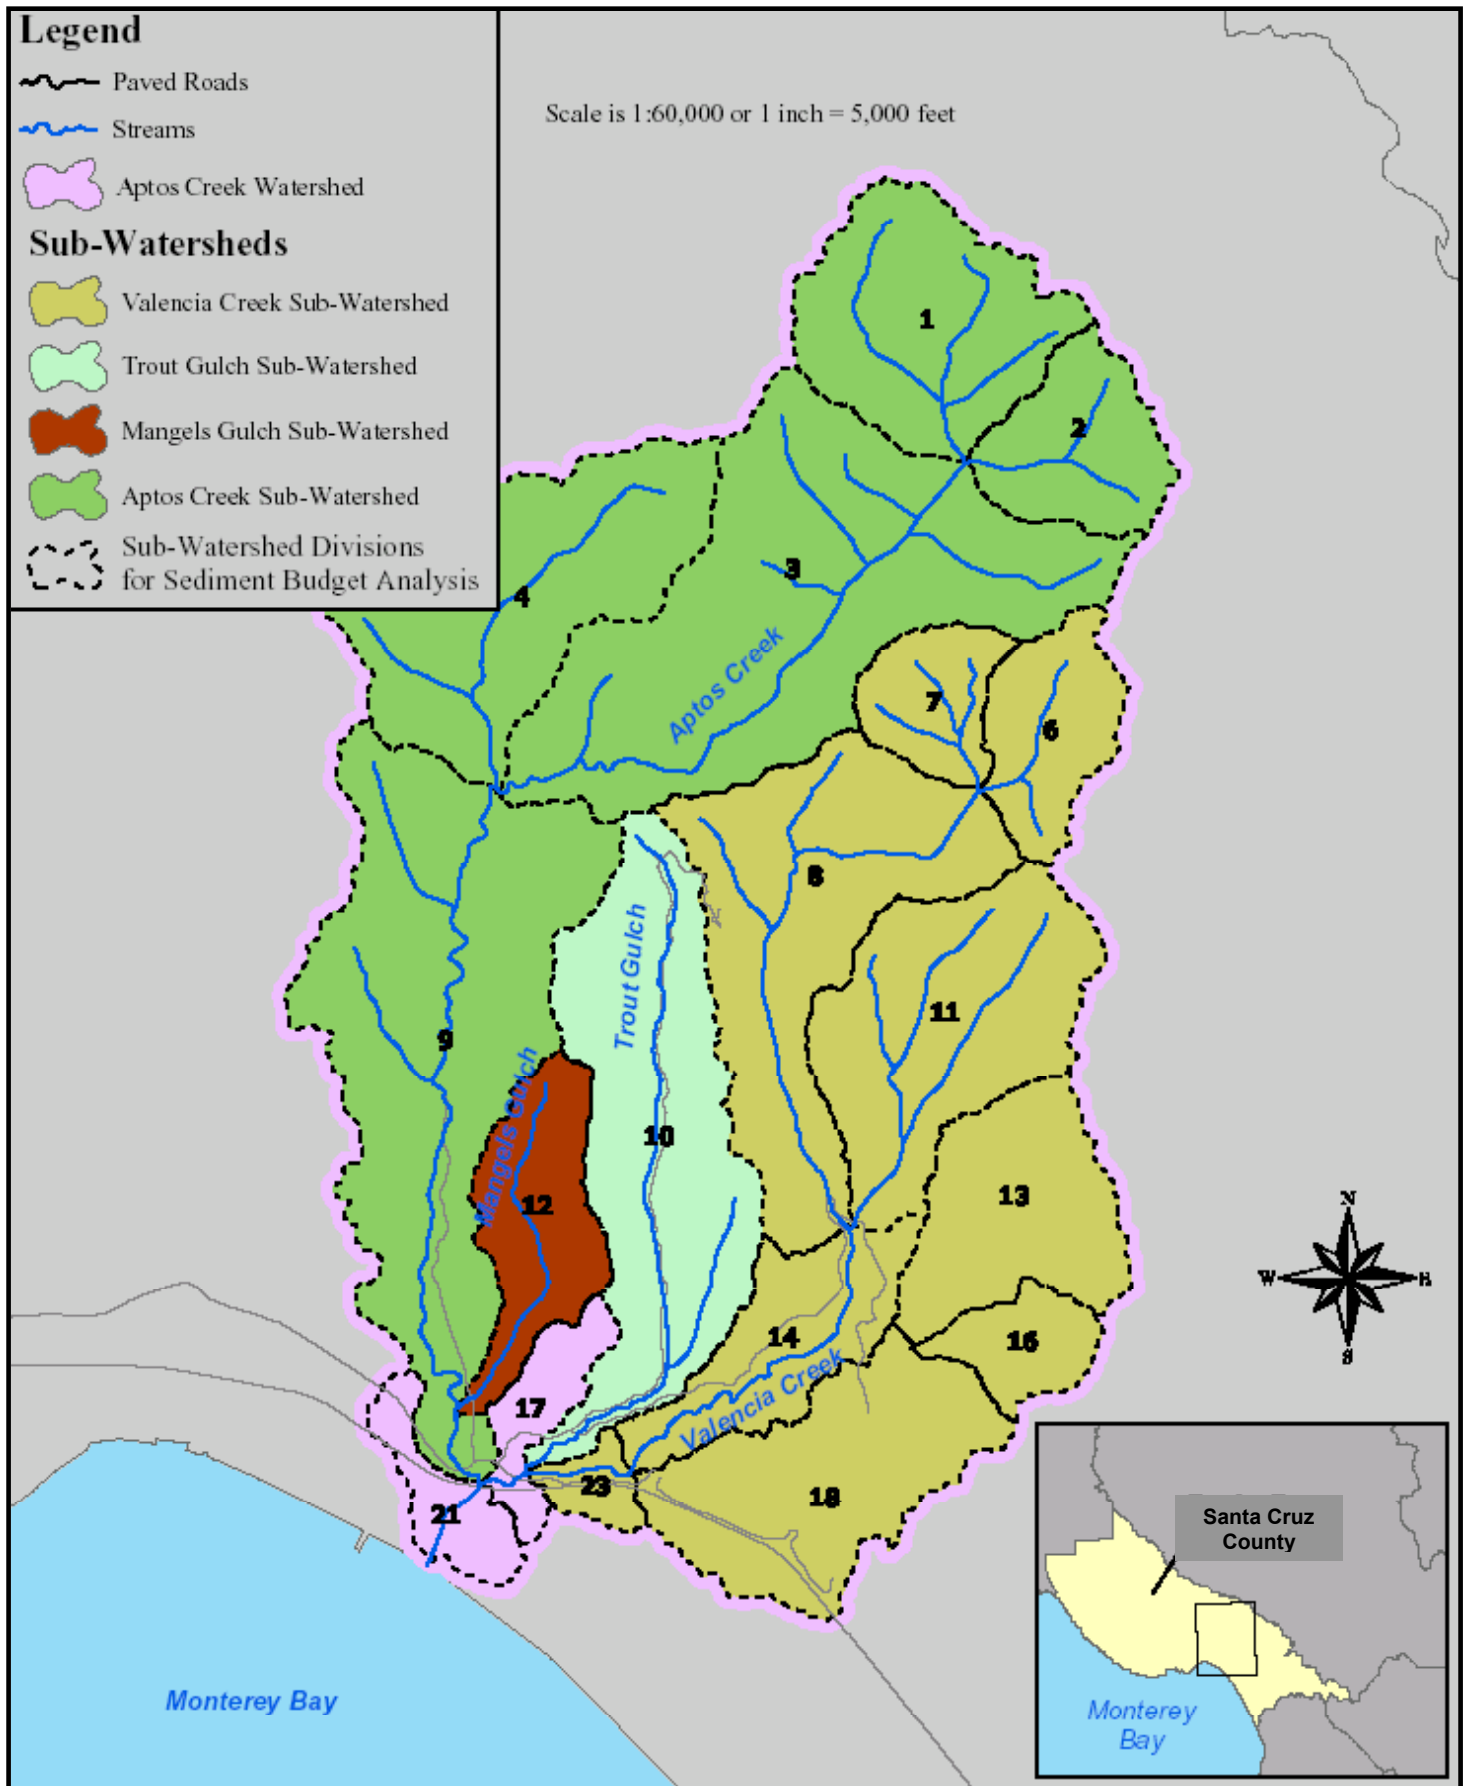 Legend
Paved Roads
Streams
Aptos Creek Watershed
Sub-Watersheds
Valencia Creek Sub-Watershed
Trout Gulch Sub-Watershed
Mangels Gulch Sub-Watershed
Aptos Creek Sub-Watershed
Sub-Watershed Divisions
for Sediment Budget Analysis
Scale is 1:60,000 or 1 inch = 5,000 feet
1
2
3
4
Aptos Creek
7
6
8
Trout Gulch
11
9
Mangels Gulch
10
12
13
14
16
Valencia Creek
17
23
18
21
N
W
E
S
Monterey Bay
Santa Cruz
County
Monterey
Bay